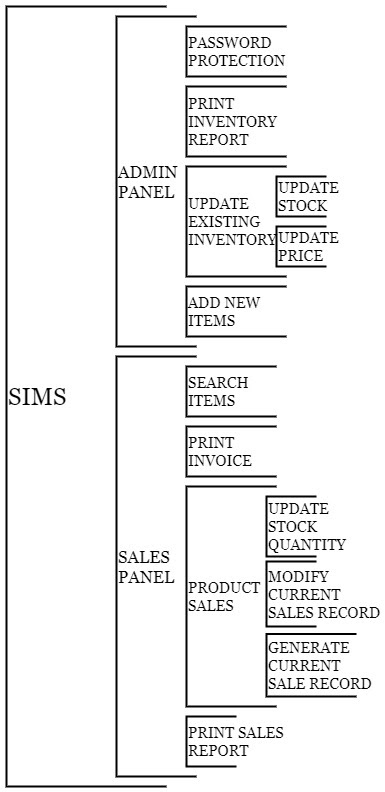 SIMS
ADMIN
PANEL
PASSWORD
PROTECTION
PRINT
INVENTORY
REPORT
UPDATE
EXISTING
INVENTORY
UPDATE
STOCK
UPDATE
PRICE
ADD NEW
ITEMS
SALES
PANEL
SEARCH
ITEMS
PRINT
INVOICE
PRODUCT
SALES
UPDATE
STOCK
QUANTITY
MODIFY
CURRENT
SALES RECORD
GENERATE
CURRENT
SALE RECORD
PRINT SALES
REPORT